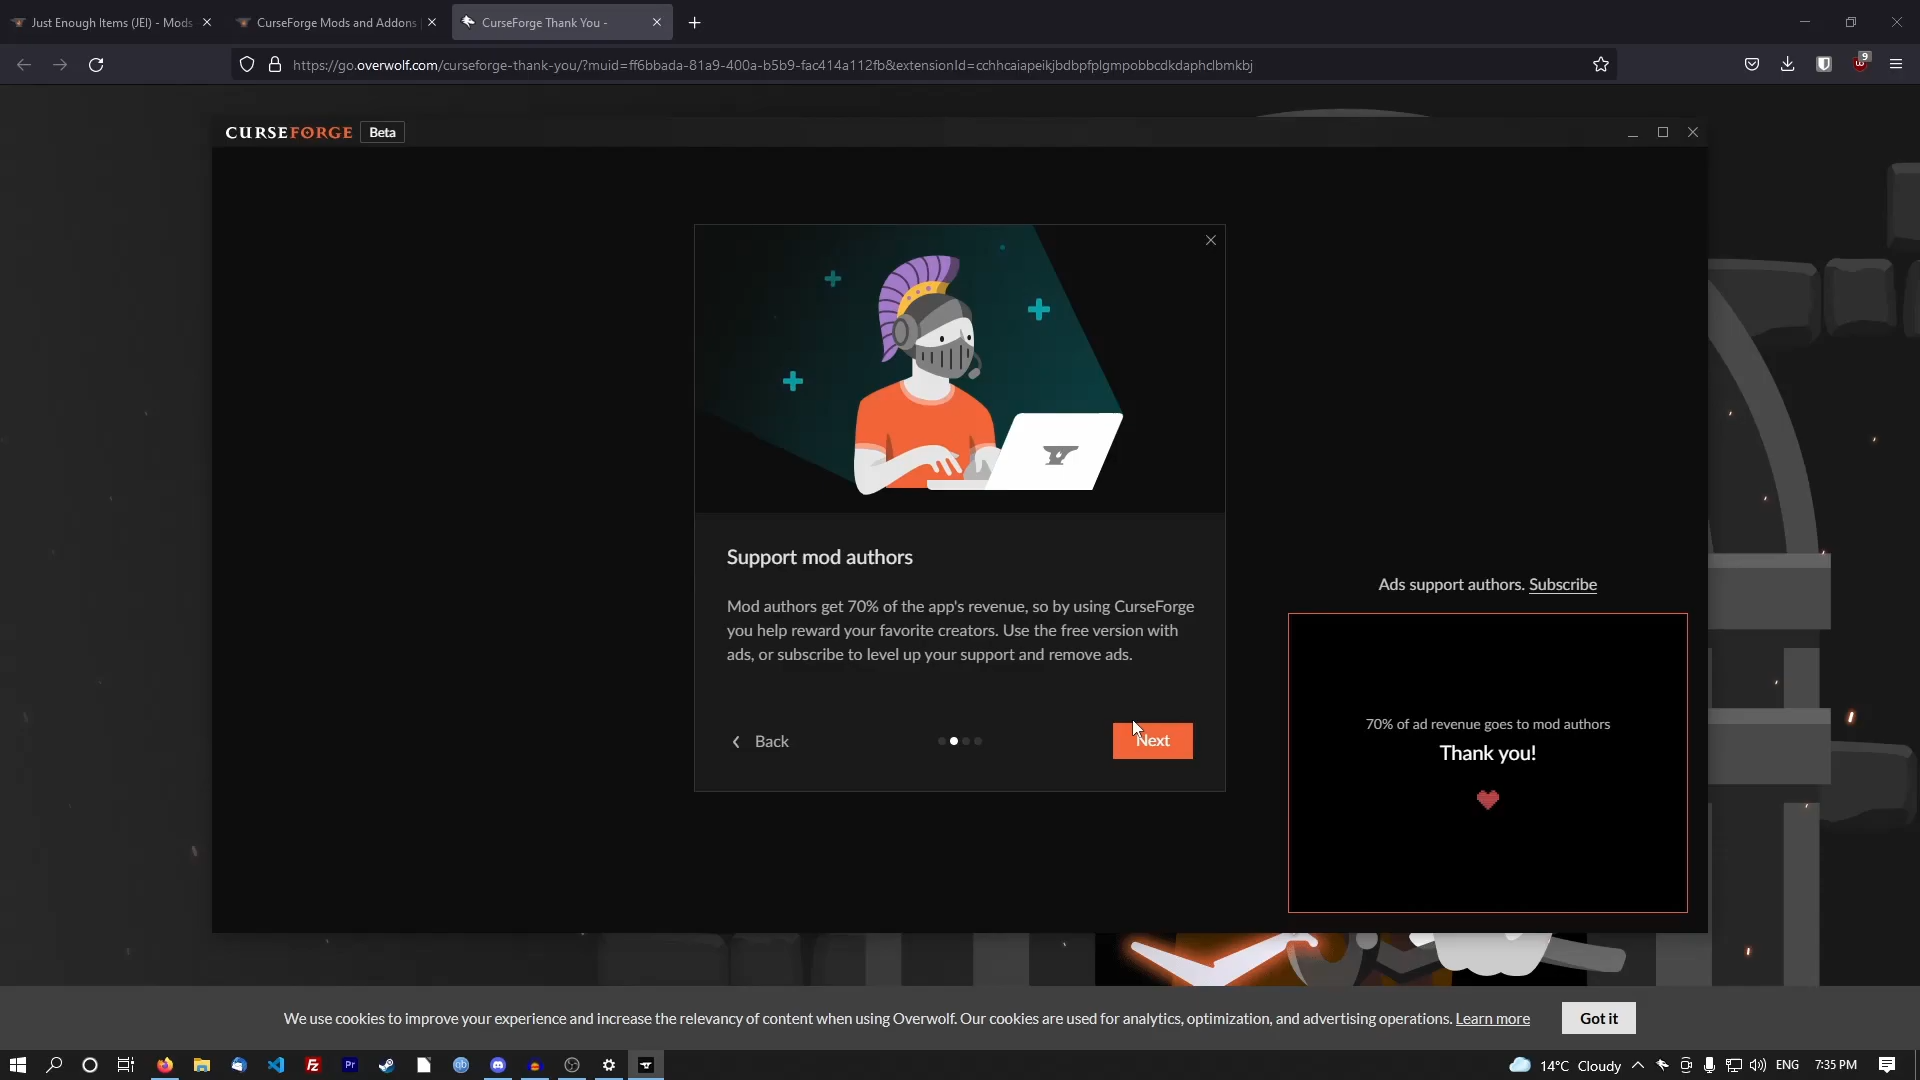 Just Enough Items (JEI) - Mods
CurseForge Mods and Addons
CurseForge Thank You -
https://go.overwolf.com/curseforge-thank-you/?muid=ff6bbada-81a9-400a-b5b9-fac414a112fb&extensionId=cchhcaiapeikjbdbpfplgmpobbcdkdaphclbmkbj
9
CURSEFORGE Beta
Support mod authors
Mod authors get 70% of the app's revenue, so by using CurseForge
you help reward your favorite creators. Use the free version with
ads, or subscribe to level up your support and remove ads.
Back
Next
Ads support authors. Subscribe
70% of ad revenue goes to mod authors
Thank you!
We use cookies to improve your experience and increase the relevancy of content when using Overwolf. Our cookies are used for analytics, optimization, and advertising operations. Learn more
Got it
Fz
Pr
qb
14°C Cloudy
ENG
7:35 PM